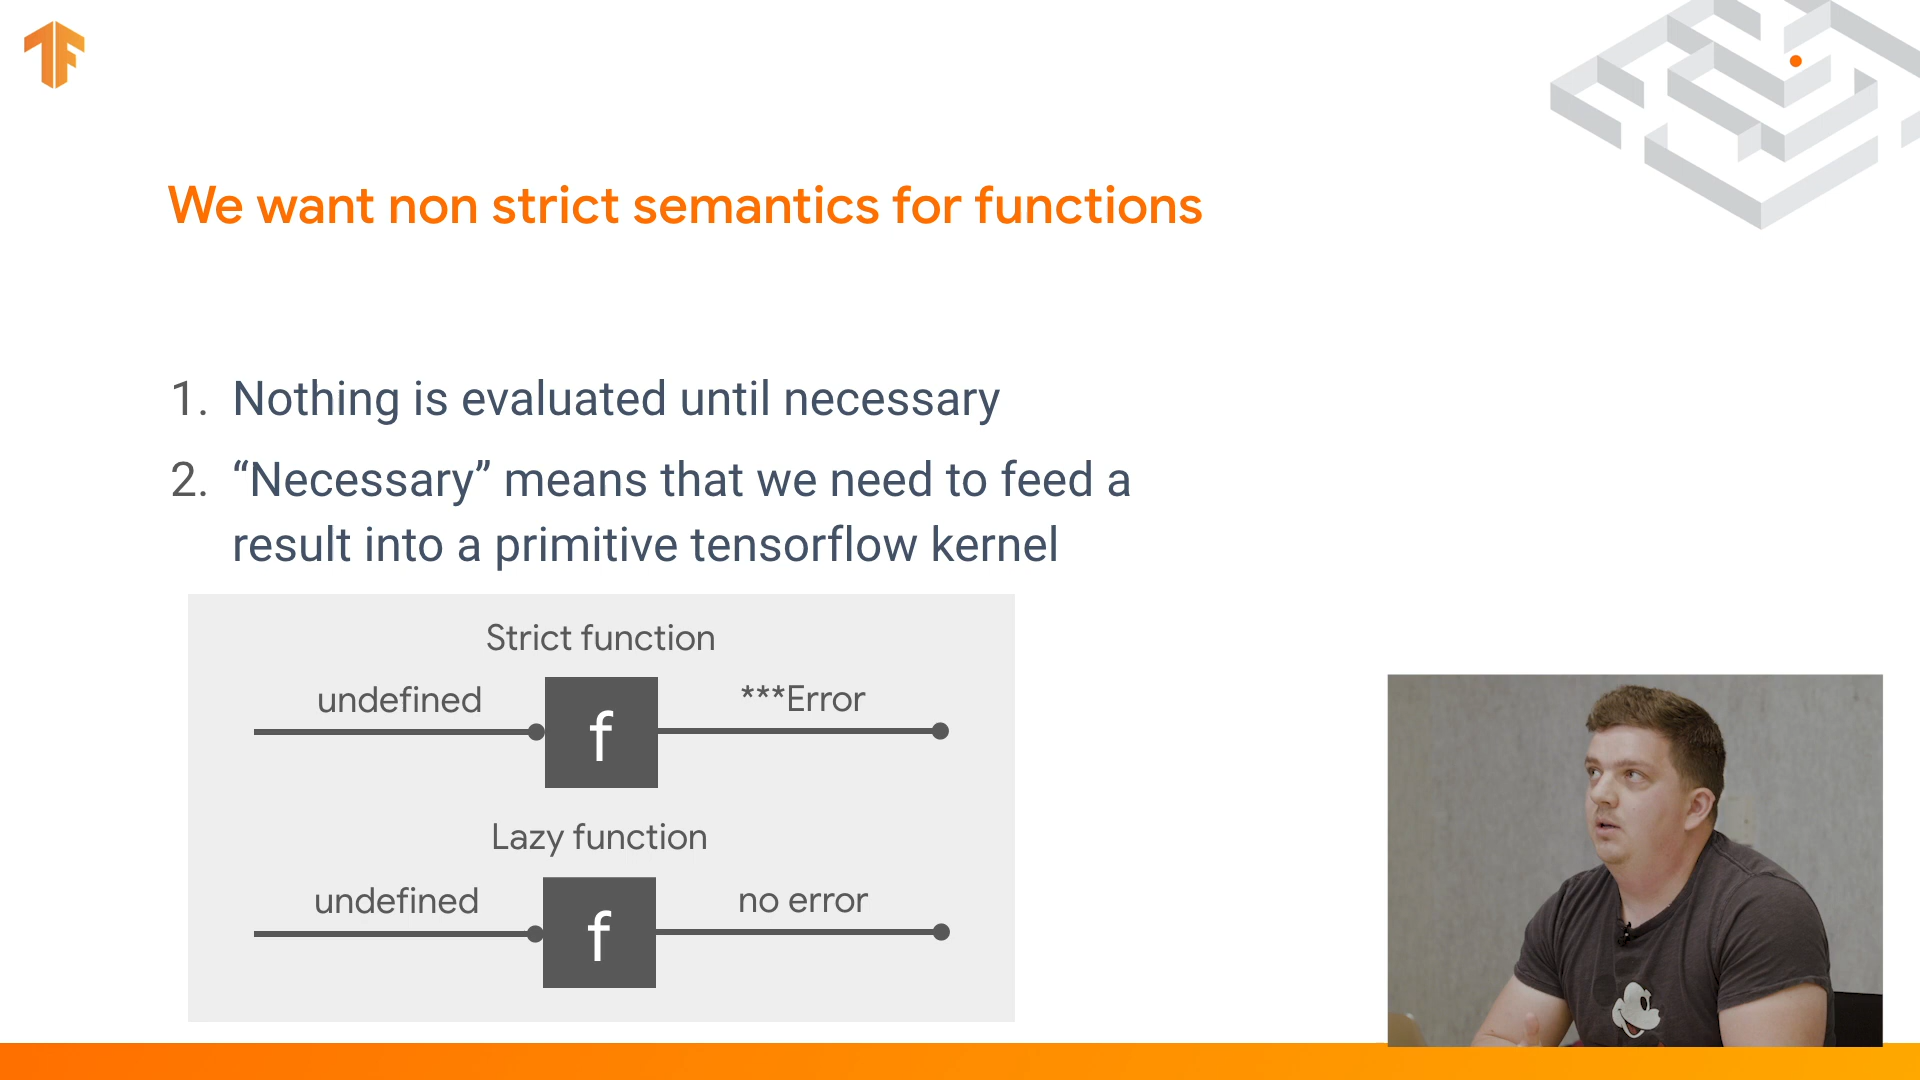 We want non strict semantics for functions
1. Nothing is evaluated until necessary
2. “Necessary” means that we need to feed a
result into a primitive tensorflow kernel
Strict function
undefined
f
***Error
Lazy function
undefined
f
no error